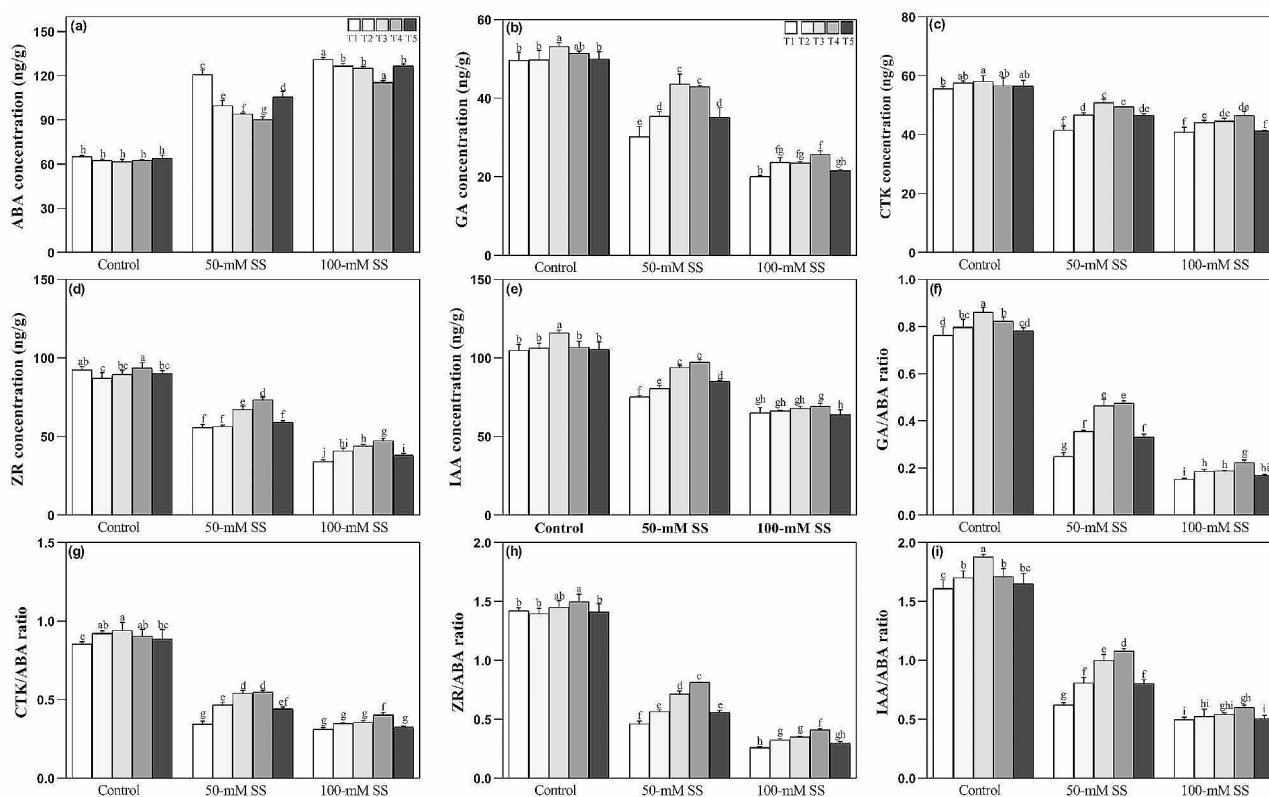 (a)
T1 T2 T3 T4 T5
ABA concentration (ng/g)
150
120
90
60
30
0
h h h h h
c e f g d
a b b a b
Control 50-mM SS 100-mM SS
(b)
GA concentration (ng/g)
60
40
20
0
b b a ab b
e d c c d
h fg fg f gh
Control 50-mM SS 100-mM SS
(c)
CTK concentration (ng/g)
80
60
40
20
0
b ab a ab ab
f d c c de
f de de d f
Control 50-mM SS 100-mM SS
(d)
ZR concentration (ng/g)
150
100
50
0
ab c bc a bc
f f e d f
j hi h g i
Control 50-mM SS 100-mM SS
(e)
IAA concentration (ng/g)
150
100
50
0
b b a b b
f e c c d
gh gh gh g h
Control 50-mM SS 100-mM SS
(f)
GA/ABA ratio
1.0
0.8
0.6
0.4
0.2
0.0
d bc a b cd
g f e e f
i h h g hi
Control 50-mM SS 100-mM SS
(g)
CTK/ABA ratio
1.5
1.0
0.5
0.0
c ab a ab bc
g e d d ef
g g g f g
Control 50-mM SS 100-mM SS
(h)
ZR/ABA ratio
2.0
1.5
1.0
0.5
0.0
b b ab a b
f e d c e
h g g f gh
Control 50-mM SS 100-mM SS
(i)
IAA/ABA ratio
2.0
1.5
1.0
0.5
0.0
c b a b bc
g f e d f
i hi ghi gh i
Control 50-mM SS 100-mM SS